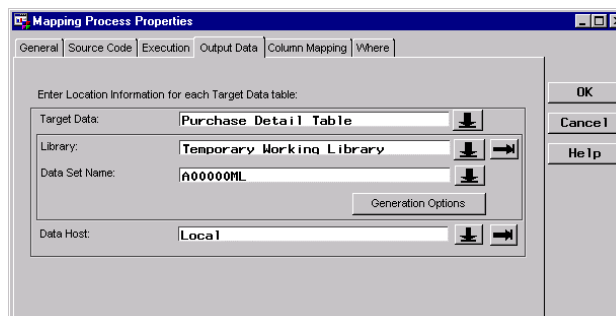 Mapping Process Properties
General Source Code Execution Output Data Column Mapping Where
Enter Location Information for each Target Data table:
Target Data: Purchase Detail Table
Library: Temporary Working Library
Data Set Name: A00000ML
Generation Options
Data Host: Local
OK
Cancel
Help